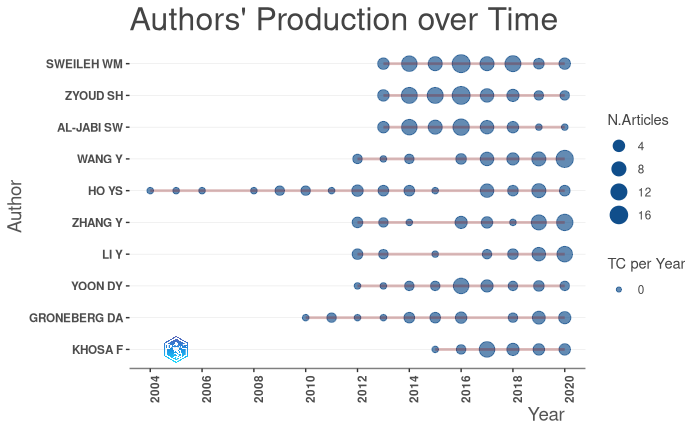 Authors' Production over Time
SWEILEH WM
ZYOUD SH
AL-JABI SW
WANG Y
HO YS
ZHANG Y
LI Y
YOON DY
GRONEBERG DA
KHOSA F
Author
2004 2006 2008 2010 2012 2014 2016 2018 2020
Year
N.Articles
4
8
12
16
TC per Year
0